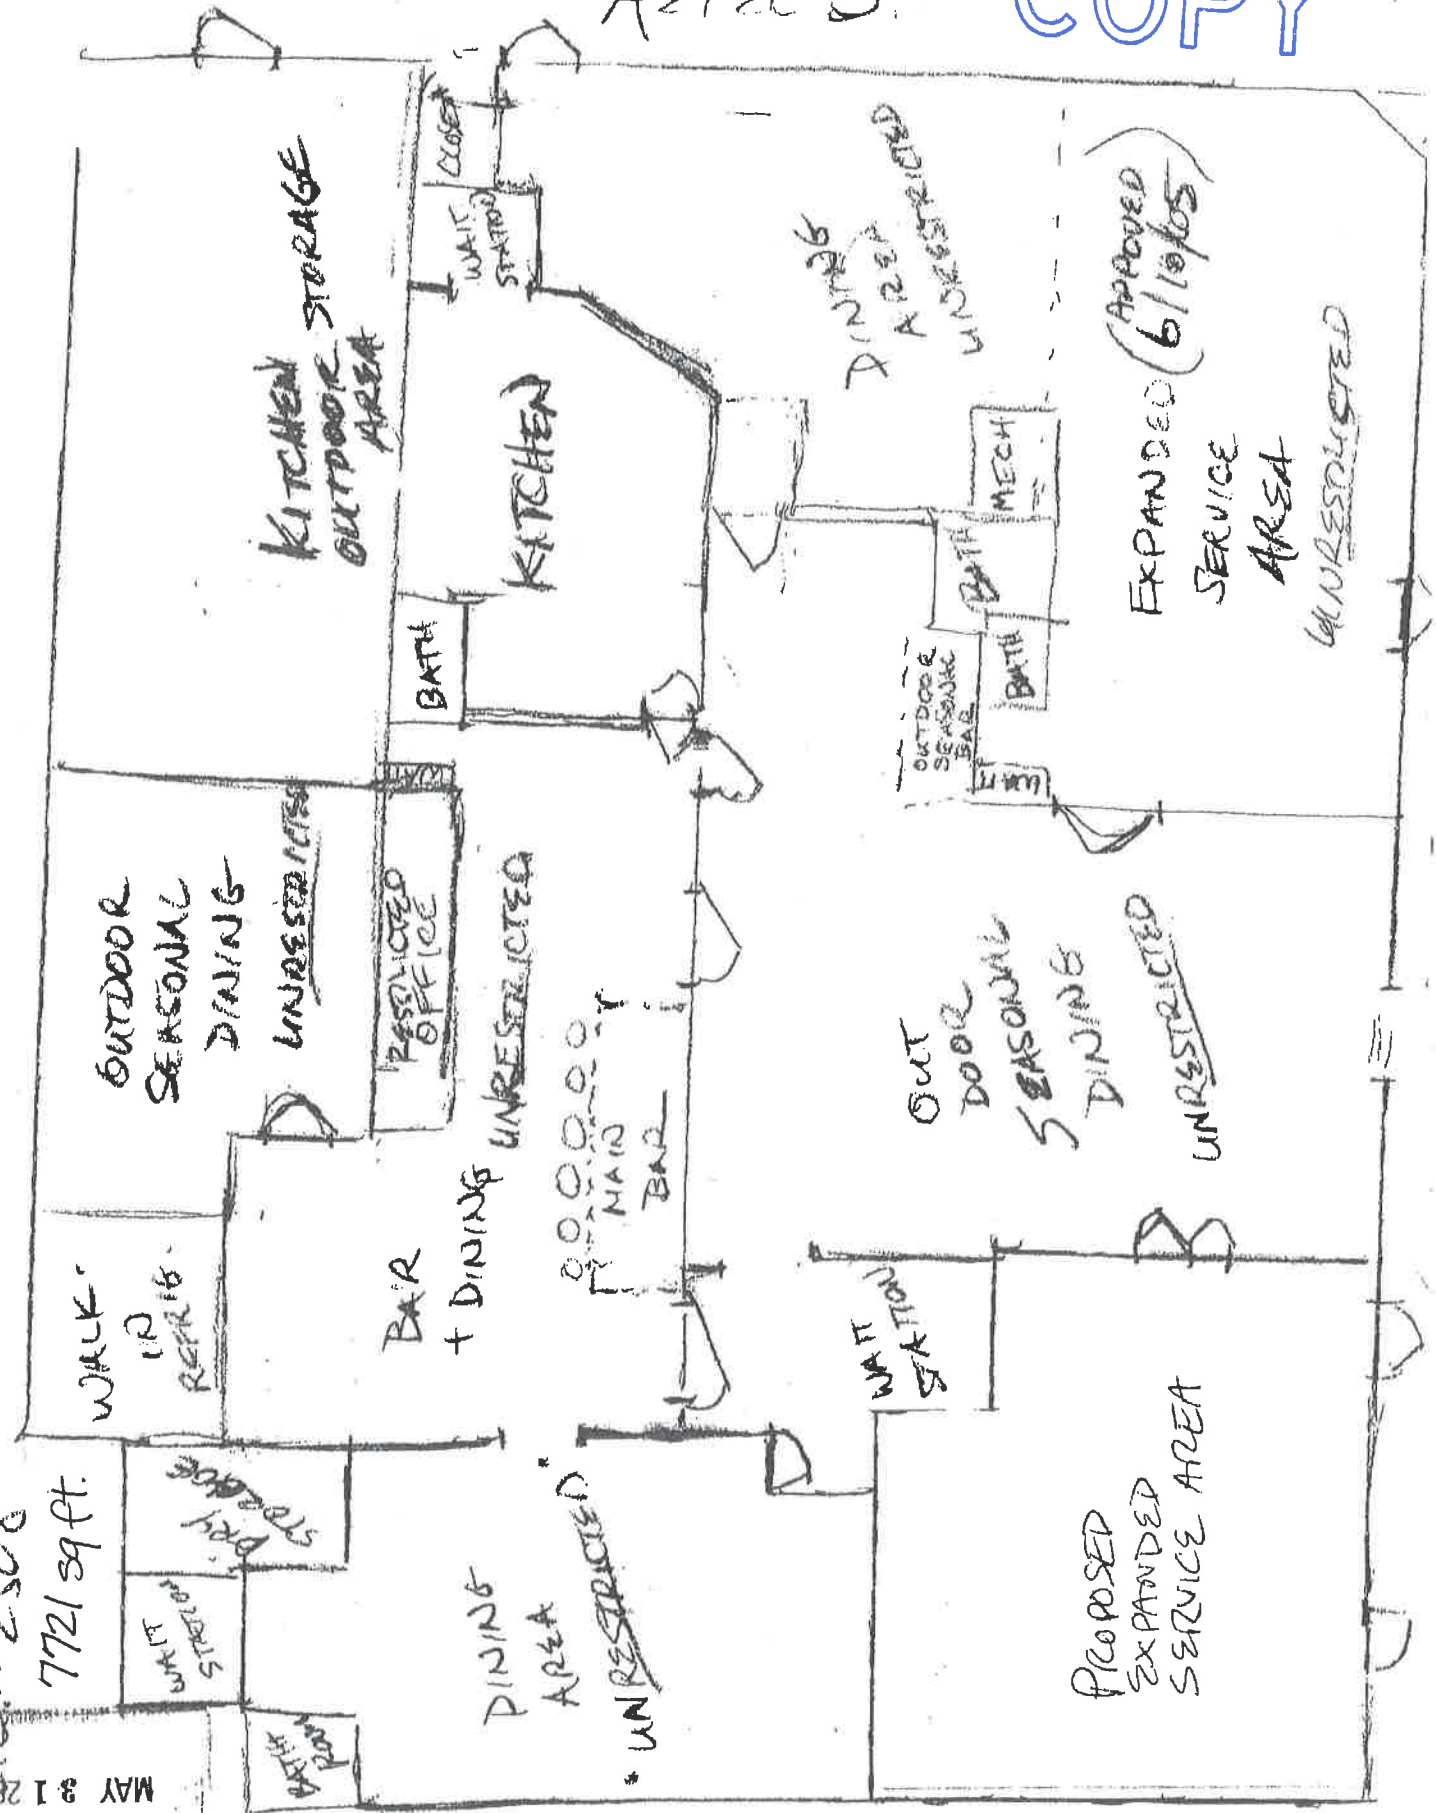 COPY
7721 sq ft.
MAY 31
KITCHEN
OUTDOOR STORAGE
AREA
CLOSET
WAIT
STATION
KITCHEN
BATH
DINING
AREA
UNRESTRICTED
MECH
BATH
BATH
EXPANDED (APPROVED
6/10/05)
SERVICE
AREA
UNRESTRICTED
OUTDOOR
SEASONAL
BAR
OUTDOOR
SEASONAL
DINING
UNRESTRICTED
RESTRICTED
OFFICE
UNRESTRICTED
BAR
+ DINING
MAIN
BAR
OUT
DOOR
SEASONAL
DINING
UNRESTRICTED
WALK-
IN
REFRIG.
DRY
STORAGE
WAIT
STATION
BATH
ROOM
DINING
AREA
"UNRESTRICTED"
WAIT
STATION
PROPOSED
EXPANDED
SERVICE AREA